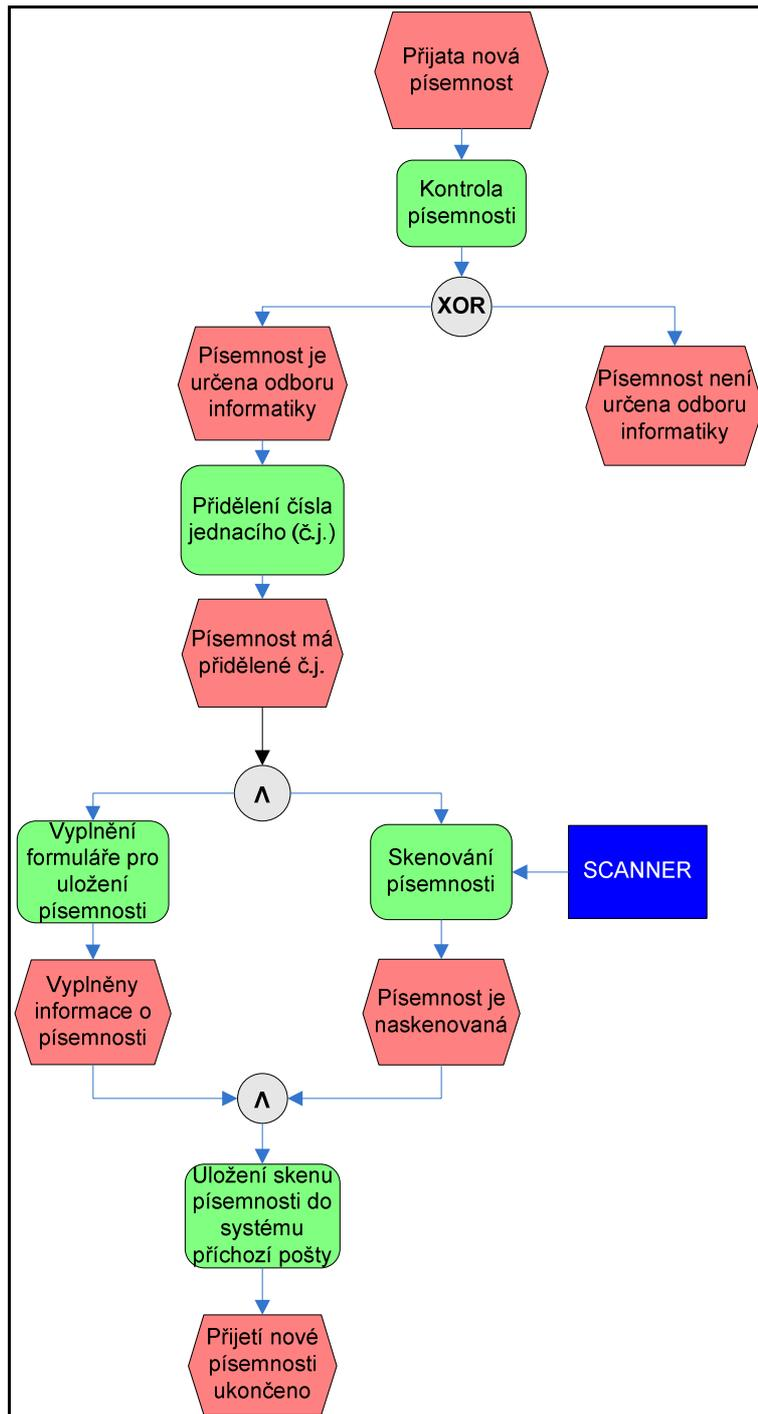 Přijata nová
písemnost
Kontrola
písemnosti
XOR
Písemnost je
určena odboru
informatiky
Písemnost není
určena odboru
informatiky
Přidělení čísla
jednacího (č.j.)
Písemnost má
přidělené č.j.
Λ
Vyplnění
formuláře pro
uložení
písemnosti
Skenování
písemnosti
SCANNER
Vyplněny
informace o
písemnosti
Písemnost je
naskenovaná
Λ
Uložení skenu
písemnosti do
systému
příchozí pošty
Přijetí nové
písemnosti
ukončeno